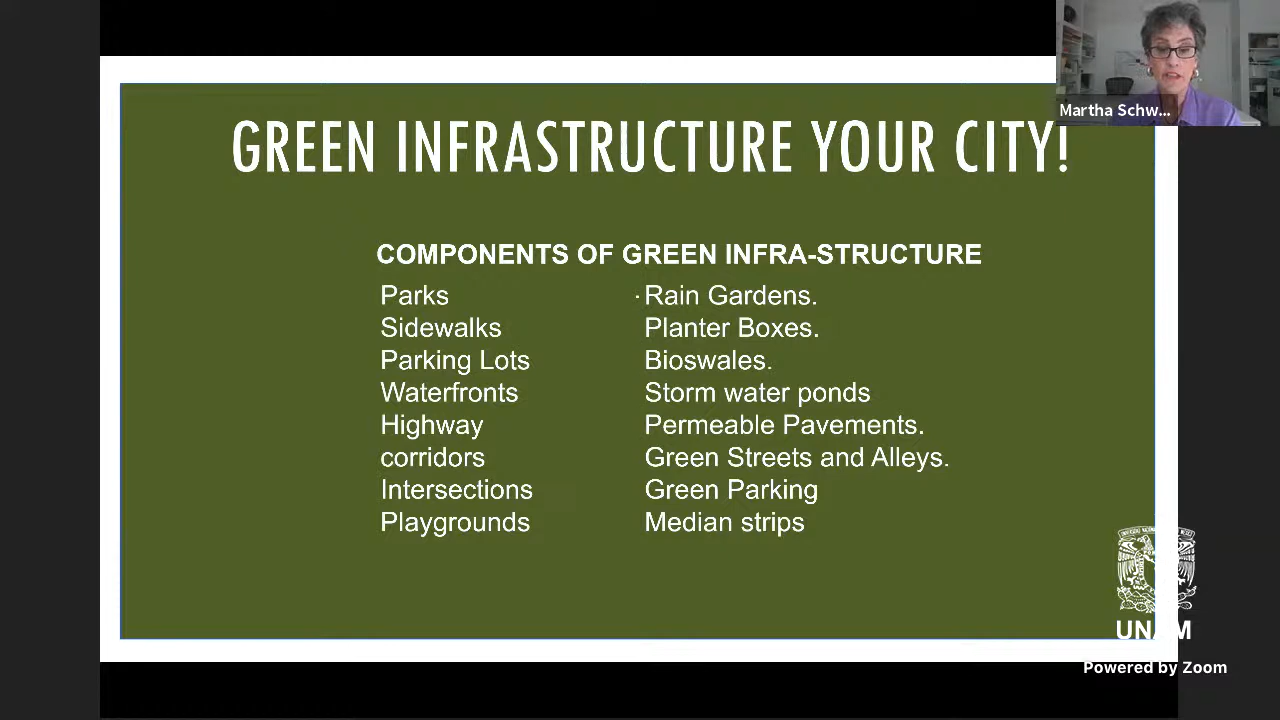 Martha Schw...
GREEN INFRASTRUCTURE YOUR CITY!
COMPONENTS OF GREEN INFRA-STRUCTURE
Parks
Sidewalks
Parking Lots
Waterfronts
Highway
corridors
Intersections
Playgrounds
· Rain Gardens.
Planter Boxes.
Bioswales.
Storm water ponds
Permeable Pavements.
Green Streets and Alleys.
Green Parking
Median strips
UNAM
Powered by Zoom